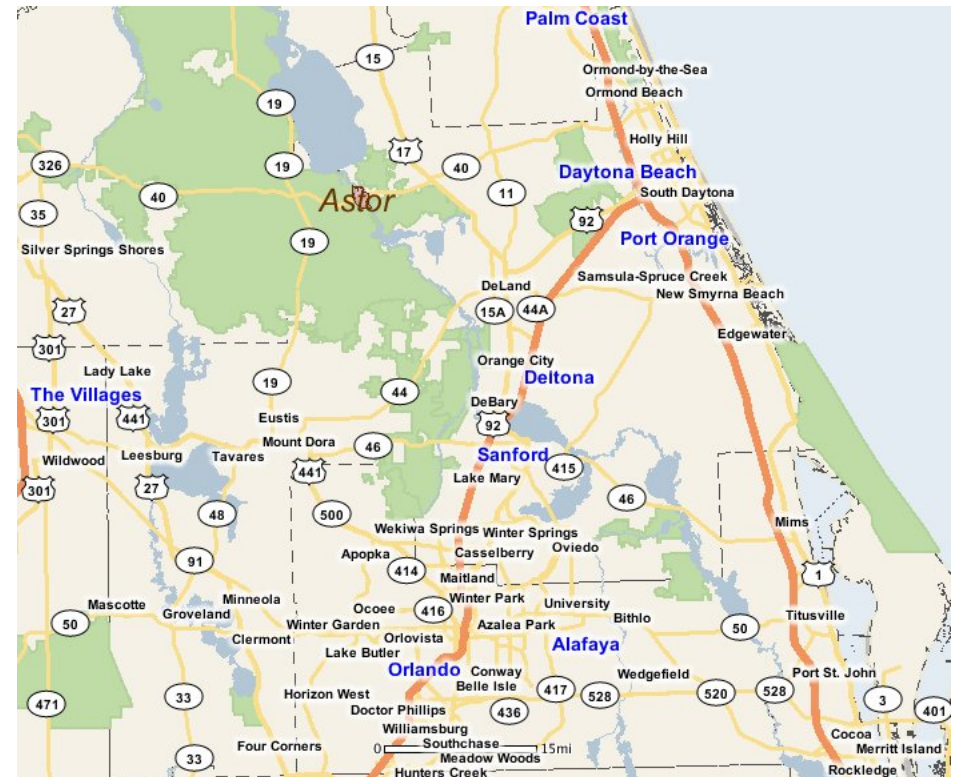 Palm Coast
15
Ormond-by-the-Sea
Ormond Beach
19
Holly Hill
17
326
19
40
Daytona Beach
40
11
South Daytona
Astor
35
92
19
Port Orange
Silver Springs Shores
Samsula-Spruce Creek
DeLand
New Smyrna Beach
27
15A
44A
Edgewater
301
Orange City
Lady Lake
Deltona
19
The Villages
44
DeBary
301
441
Eustis
92
Mount Dora
46
Sanford
Wildwood
Leesburg
Tavares
415
441
Lake Mary
301
27
46
48
500
Mims
Wekiwa Springs
Winter Springs
Apopka
Casselberry
Oviedo
91
414
Maitland
1
Minneola
Winter Park
Mascotte
Ocoee
416
University
Groveland
Titusville
50
Winter Garden
Azalea Park
Bithlo
50
Clermont
Orlovista
Alafaya
Lake Butler
Orlando
Conway
Wedgefield
Port St. John
Belle Isle
33
Horizon West
417
528
520
528
3
471
Doctor Phillips
436
401
Williamsburg
Cocoa
Four Corners
0
Southchase
15mi
Merritt Island
33
Meadow Woods
Hunters Creek
Rockledge